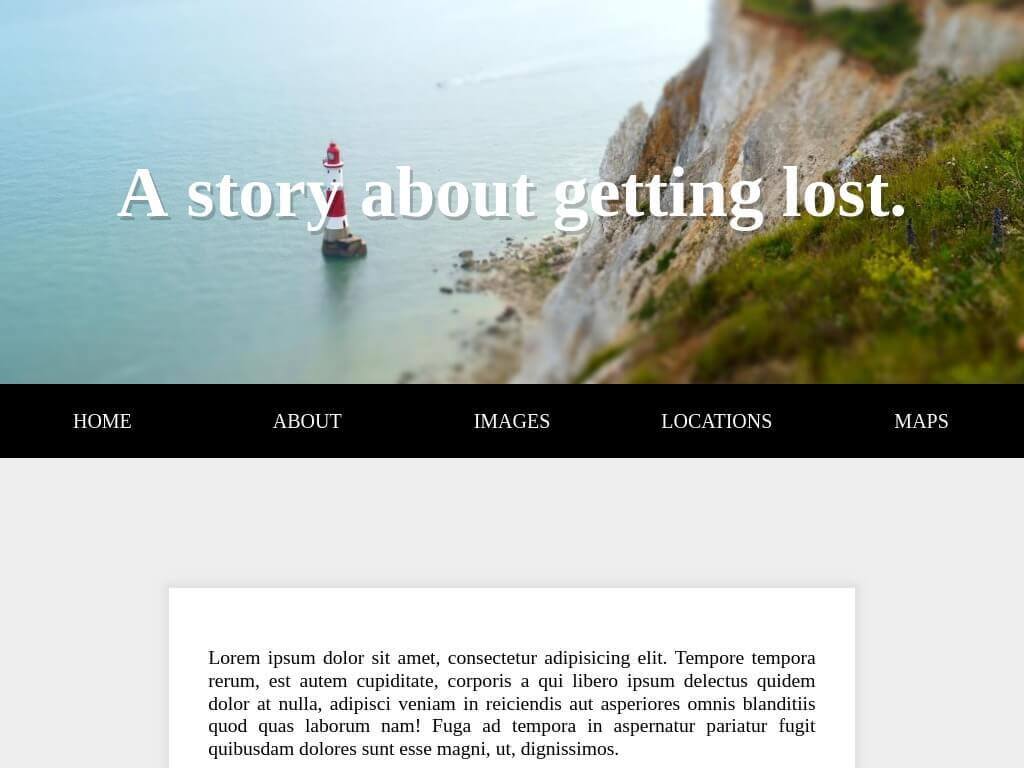 A story about getting lost.
HOME ABOUT IMAGES LOCATIONS MAPS
Lorem ipsum dolor sit amet, consectetur adipisicing elit. Tempore tempora
rerum, est autem cupiditate, corporis a qui libero ipsum delectus quidem
dolor at nulla, adipisci veniam in reiciendis aut asperiores omnis blanditiis
quod quas laborum nam! Fuga ad tempora in aspernatur pariatur fugit
quibusdam dolores sunt esse magni, ut, dignissimos.